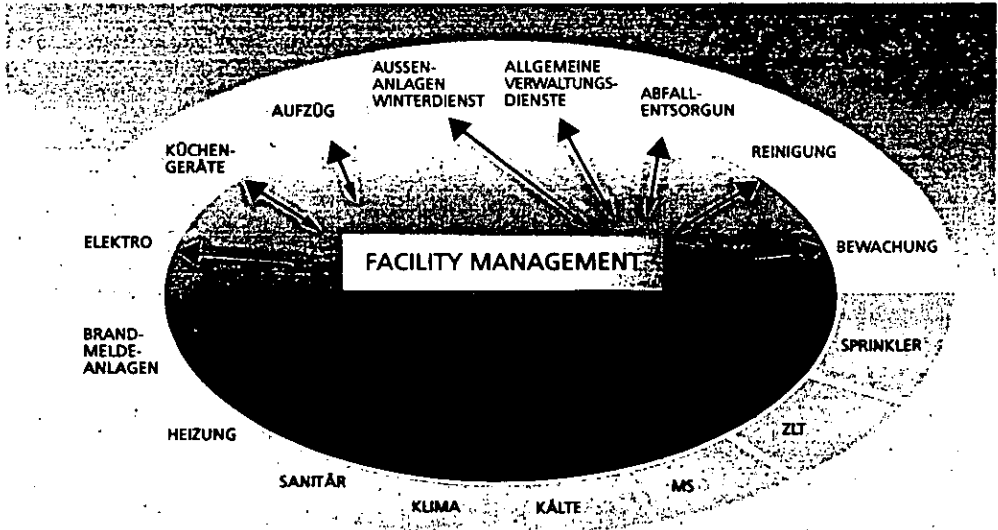 AUSSEN-
ANLAGEN
WINTERDIENST
ALLGEMEINE
VERWALTUNGS-
DIENSTE
ABFALL-
ENTSORGUN
AUFZÜG
KÜCHEN-
GERÄTE
REINIGUNG
ELEKTRO
BEWACHUNG
FACILITY MANAGEMENT
BRAND-
MELDE-
ANLAGEN
SPRINKLER
HEIZUNG
ZLT
SANITÄR
MS
KLIMA
KÄLTE